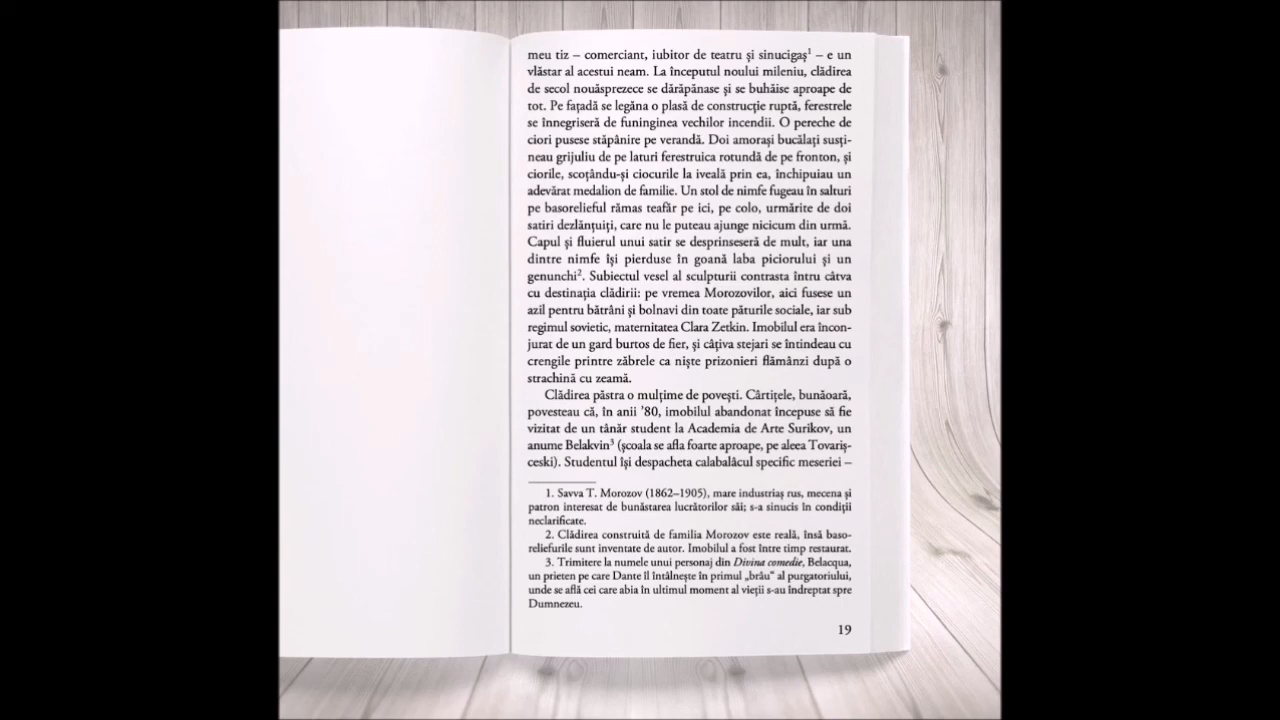 meu tiz – comerciant, iubitor de teatru și sinucigaș¹ – e un
vlăstar al acestui neam. La începutul noului mileniu, clădirea
de secol nouăsprezece se dărăpănase și se buhăise aproape de
tot. Pe fațadă se legăna o plasă de construcție ruptă, ferestrele
se înnegriseră de funinginea vechilor incendii. O pereche de
ciori pusese stăpânire pe verandă. Doi amorași bucălați susți-
neau grijuliu de pe laturi ferestruica rotundă de pe fronton, și
ciorile, scoțându-și ciocurile la iveală prin ea, închipuiau un
adevărat medalion de familie. Un stol de nimfe fugeau în salturi
pe basorelieful rămas teafăr pe ici, pe colo, urmărite de doi
satiri dezlănțuiți, care nu le puteau ajunge nicicum din urmă.
Capul și fluierul unui satir se desprinseseră de mult, iar una
dintre nimfe își pierduse în goană laba piciorului și un
genunchi². Subiectul vesel al sculpturii contrasta întru câtva
cu destinația clădirii: pe vremea Morozovilor, aici fusese un
azil pentru bătrâni și bolnavi din toate păturile sociale, iar sub
regimul sovietic, maternitatea Clara Zetkin. Imobilul era încon-
jurat de un gard burtos de fier, și câțiva stejari se întindeau cu
crengile printre zăbrele ca niște prizonieri flămânzi după o
strachină cu zeamă.
Clădirea păstra o mulțime de povești. Cârtițele, bunăoară,
povesteau că, în anii ’80, imobilul abandonat începuse să fie
vizitat de un tânăr student la Academia de Arte Surikov, un
anume Belakvin³ (școala se afla foarte aproape, pe aleea Tovariș-
ceski). Studentul își despacheta calabalâcul specific meseriei –
1. Savva T. Morozov (1862–1905), mare industriaș rus, mecena și
patron interesat de bunăstarea lucrătorilor săi; s-a sinucis în condiții
neclarificate.
2. Clădirea construită de familia Morozov este reală, însă baso-
reliefurile sunt inventate de autor. Imobilul a fost între timp restaurat.
3. Trimitere la numele unui personaj din Divina comedie, Belacqua,
un prieten pe care Dante îl întâlnește în primul „brâu“ al purgatoriului,
unde se află cei care abia în ultimul moment al vieții s-au îndreptat spre
Dumnezeu.
19